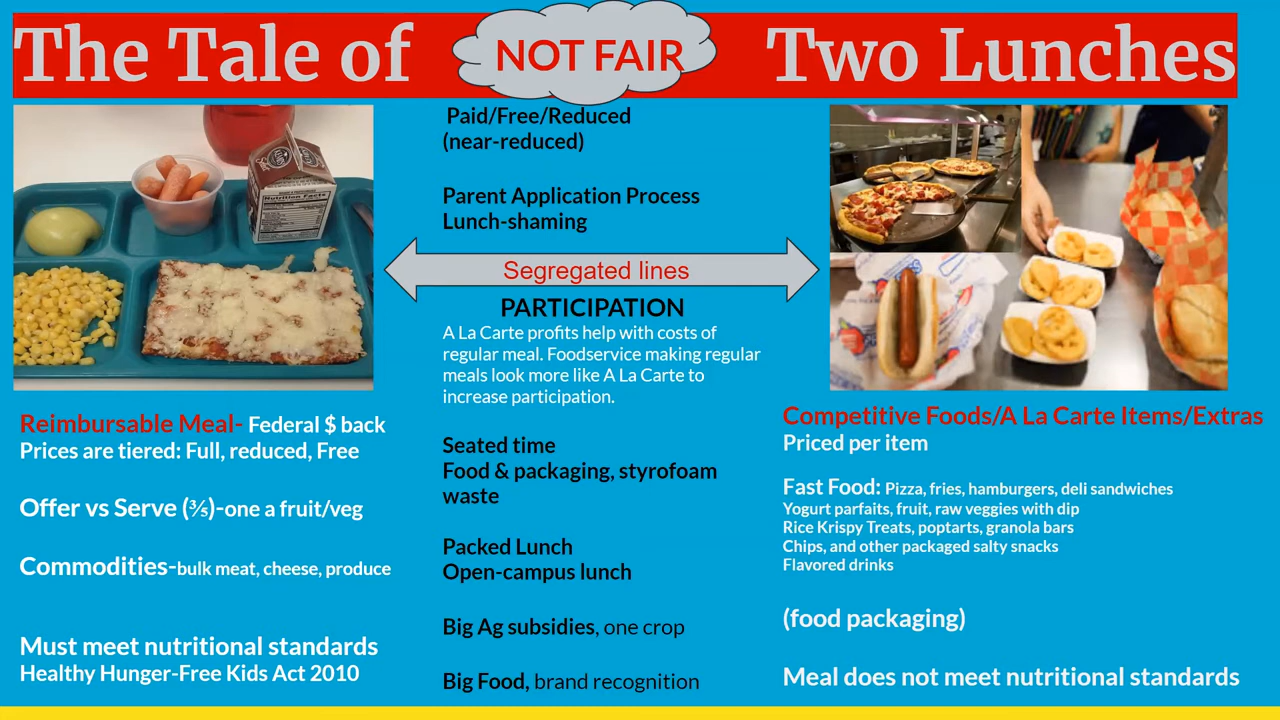 The Tale of NOT FAIR Two Lunches
Paid/Free/Reduced
(near-reduced)
Parent Application Process
Lunch-shaming
Segregated lines
PARTICIPATION
A La Carte profits help with costs of
regular meal. Foodservice making regular
meals look more like A La Carte to
increase participation.
Seated time
Food & packaging, styrofoam
waste
Packed Lunch
Open-campus lunch
Big Ag subsidies, one crop
Big Food, brand recognition
Nutrition Facts
Reimbursable Meal- Federal $ back
Prices are tiered: Full, reduced, Free
Offer vs Serve (⅗)-one a fruit/veg
Commodities-bulk meat, cheese, produce
Must meet nutritional standards
Healthy Hunger-Free Kids Act 2010
Competitive Foods/A La Carte Items/Extras
Priced per item
Fast Food: Pizza, fries, hamburgers, deli sandwiches
Yogurt parfaits, fruit, raw veggies with dip
Rice Krispy Treats, poptarts, granola bars
Chips, and other packaged salty snacks
Flavored drinks
(food packaging)
Meal does not meet nutritional standards